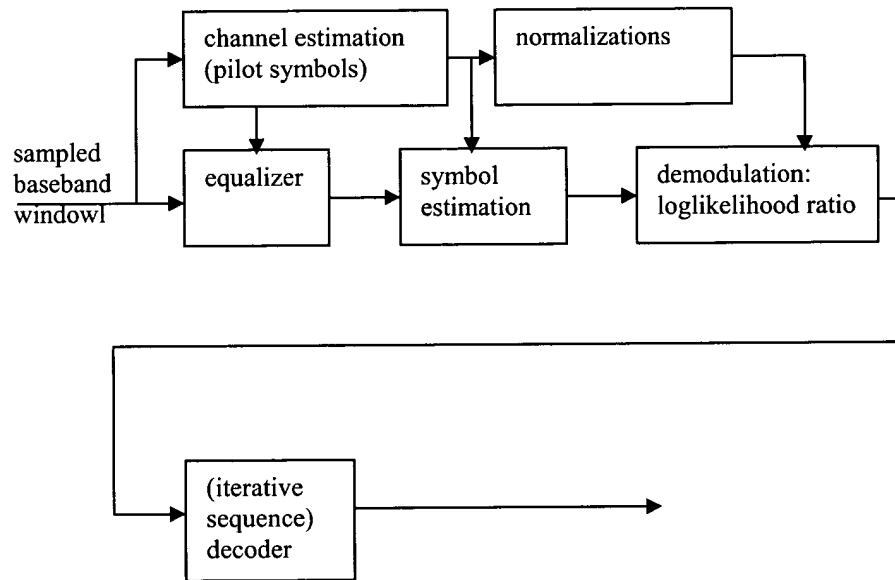 channel estimation
(pilot symbols)
normalizations
sampled
baseband
windowl
equalizer
symbol
estimation
demodulation:
loglikelihood ratio
(iterative
sequence)
decoder